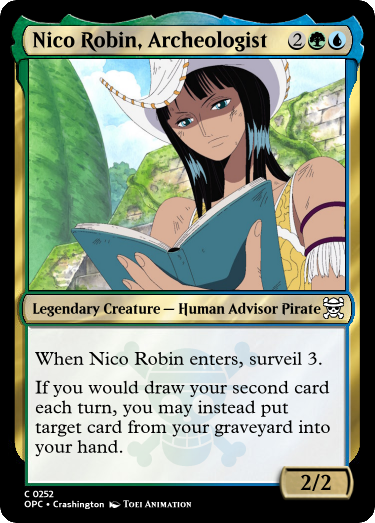 Nico Robin, Archeologist 2
Legendary Creature — Human Advisor Pirate
When Nico Robin enters, surveil 3.
If you would draw your second card
each turn, you may instead put
target card from your graveyard into
your hand.
2/2
C 0252
OPC • Crashington TOEI ANIMATION